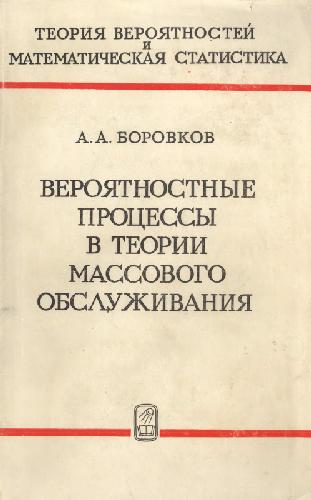 ТЕОРИЯ ВЕРОЯТНОСТЕЙ
И
МАТЕМАТИЧЕСКАЯ СТАТИСТИКА
А. А. БОРОВКОВ
ВЕРОЯТНОСТНЫЕ
ПРОЦЕССЫ
В ТЕОРИИ
МАССОВОГО
ОБСЛУЖИВАНИЯ